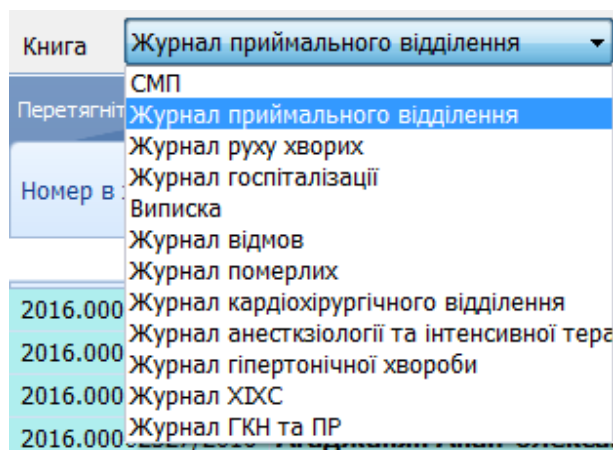 Книга Журнал приймального відділення
СМП
Журнал приймального відділення
Журнал руху хворих
Журнал госпіталізації
Виписка
Журнал відмов
Журнал померлих
Журнал кардіохірургічного відділення
Журнал анесткзіології та інтенсивної тера
Журнал гіпертонічної хвороби
Журнал ХІХС
Журнал ГКН та ПР
Перетягніт
Номер в
2016.000
2016.000
2016.000
2016.000